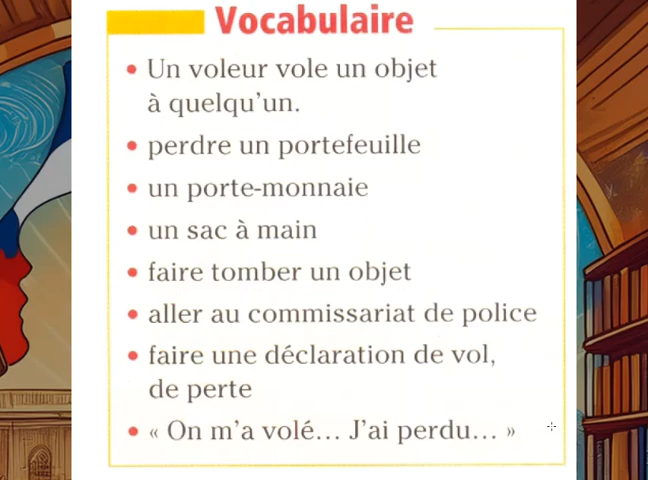 Vocabulaire
• Un voleur vole un objet
à quelqu'un.
• perdre un portefeuille
• un porte-monnaie
• un sac à main
• faire tomber un objet
• aller au commissariat de police
• faire une déclaration de vol,
de perte
• « On m'a volé... J'ai perdu... »